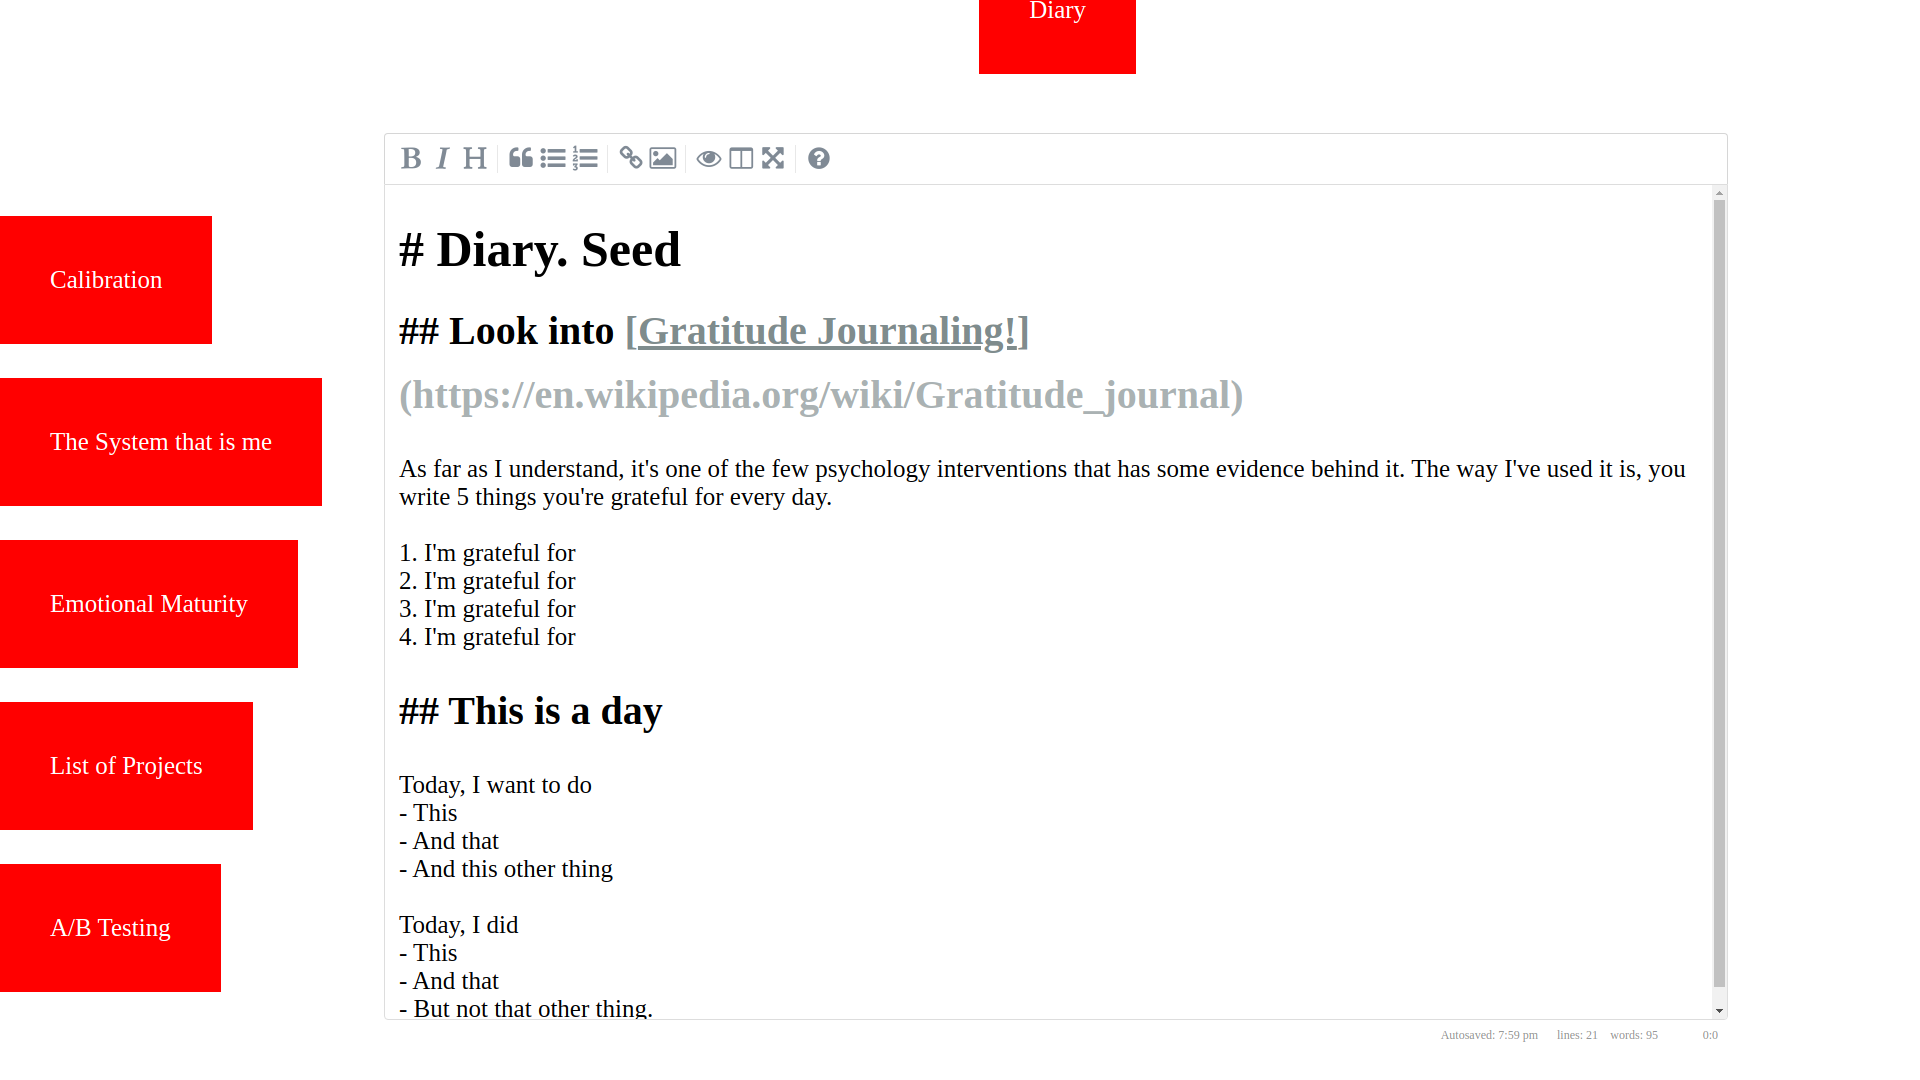 Diary
Calibration
The System that is me
Emotional Maturity
List of Projects
A/B Testing
# Diary. Seed
## Look into [Gratitude Journaling!]
(https://en.wikipedia.org/wiki/Gratitude_journal)
As far as I understand, it's one of the few psychology interventions that has some evidence behind it. The way I've used it is, you
write 5 things you're grateful for every day.
1. I'm grateful for
2. I'm grateful for
3. I'm grateful for
4. I'm grateful for
## This is a day
Today, I want to do
- This
- And that
- And this other thing
Today, I did
- This
- And that
- But not that other thing.
Autosaved: 7:59 pm lines: 21 words: 95 0:0